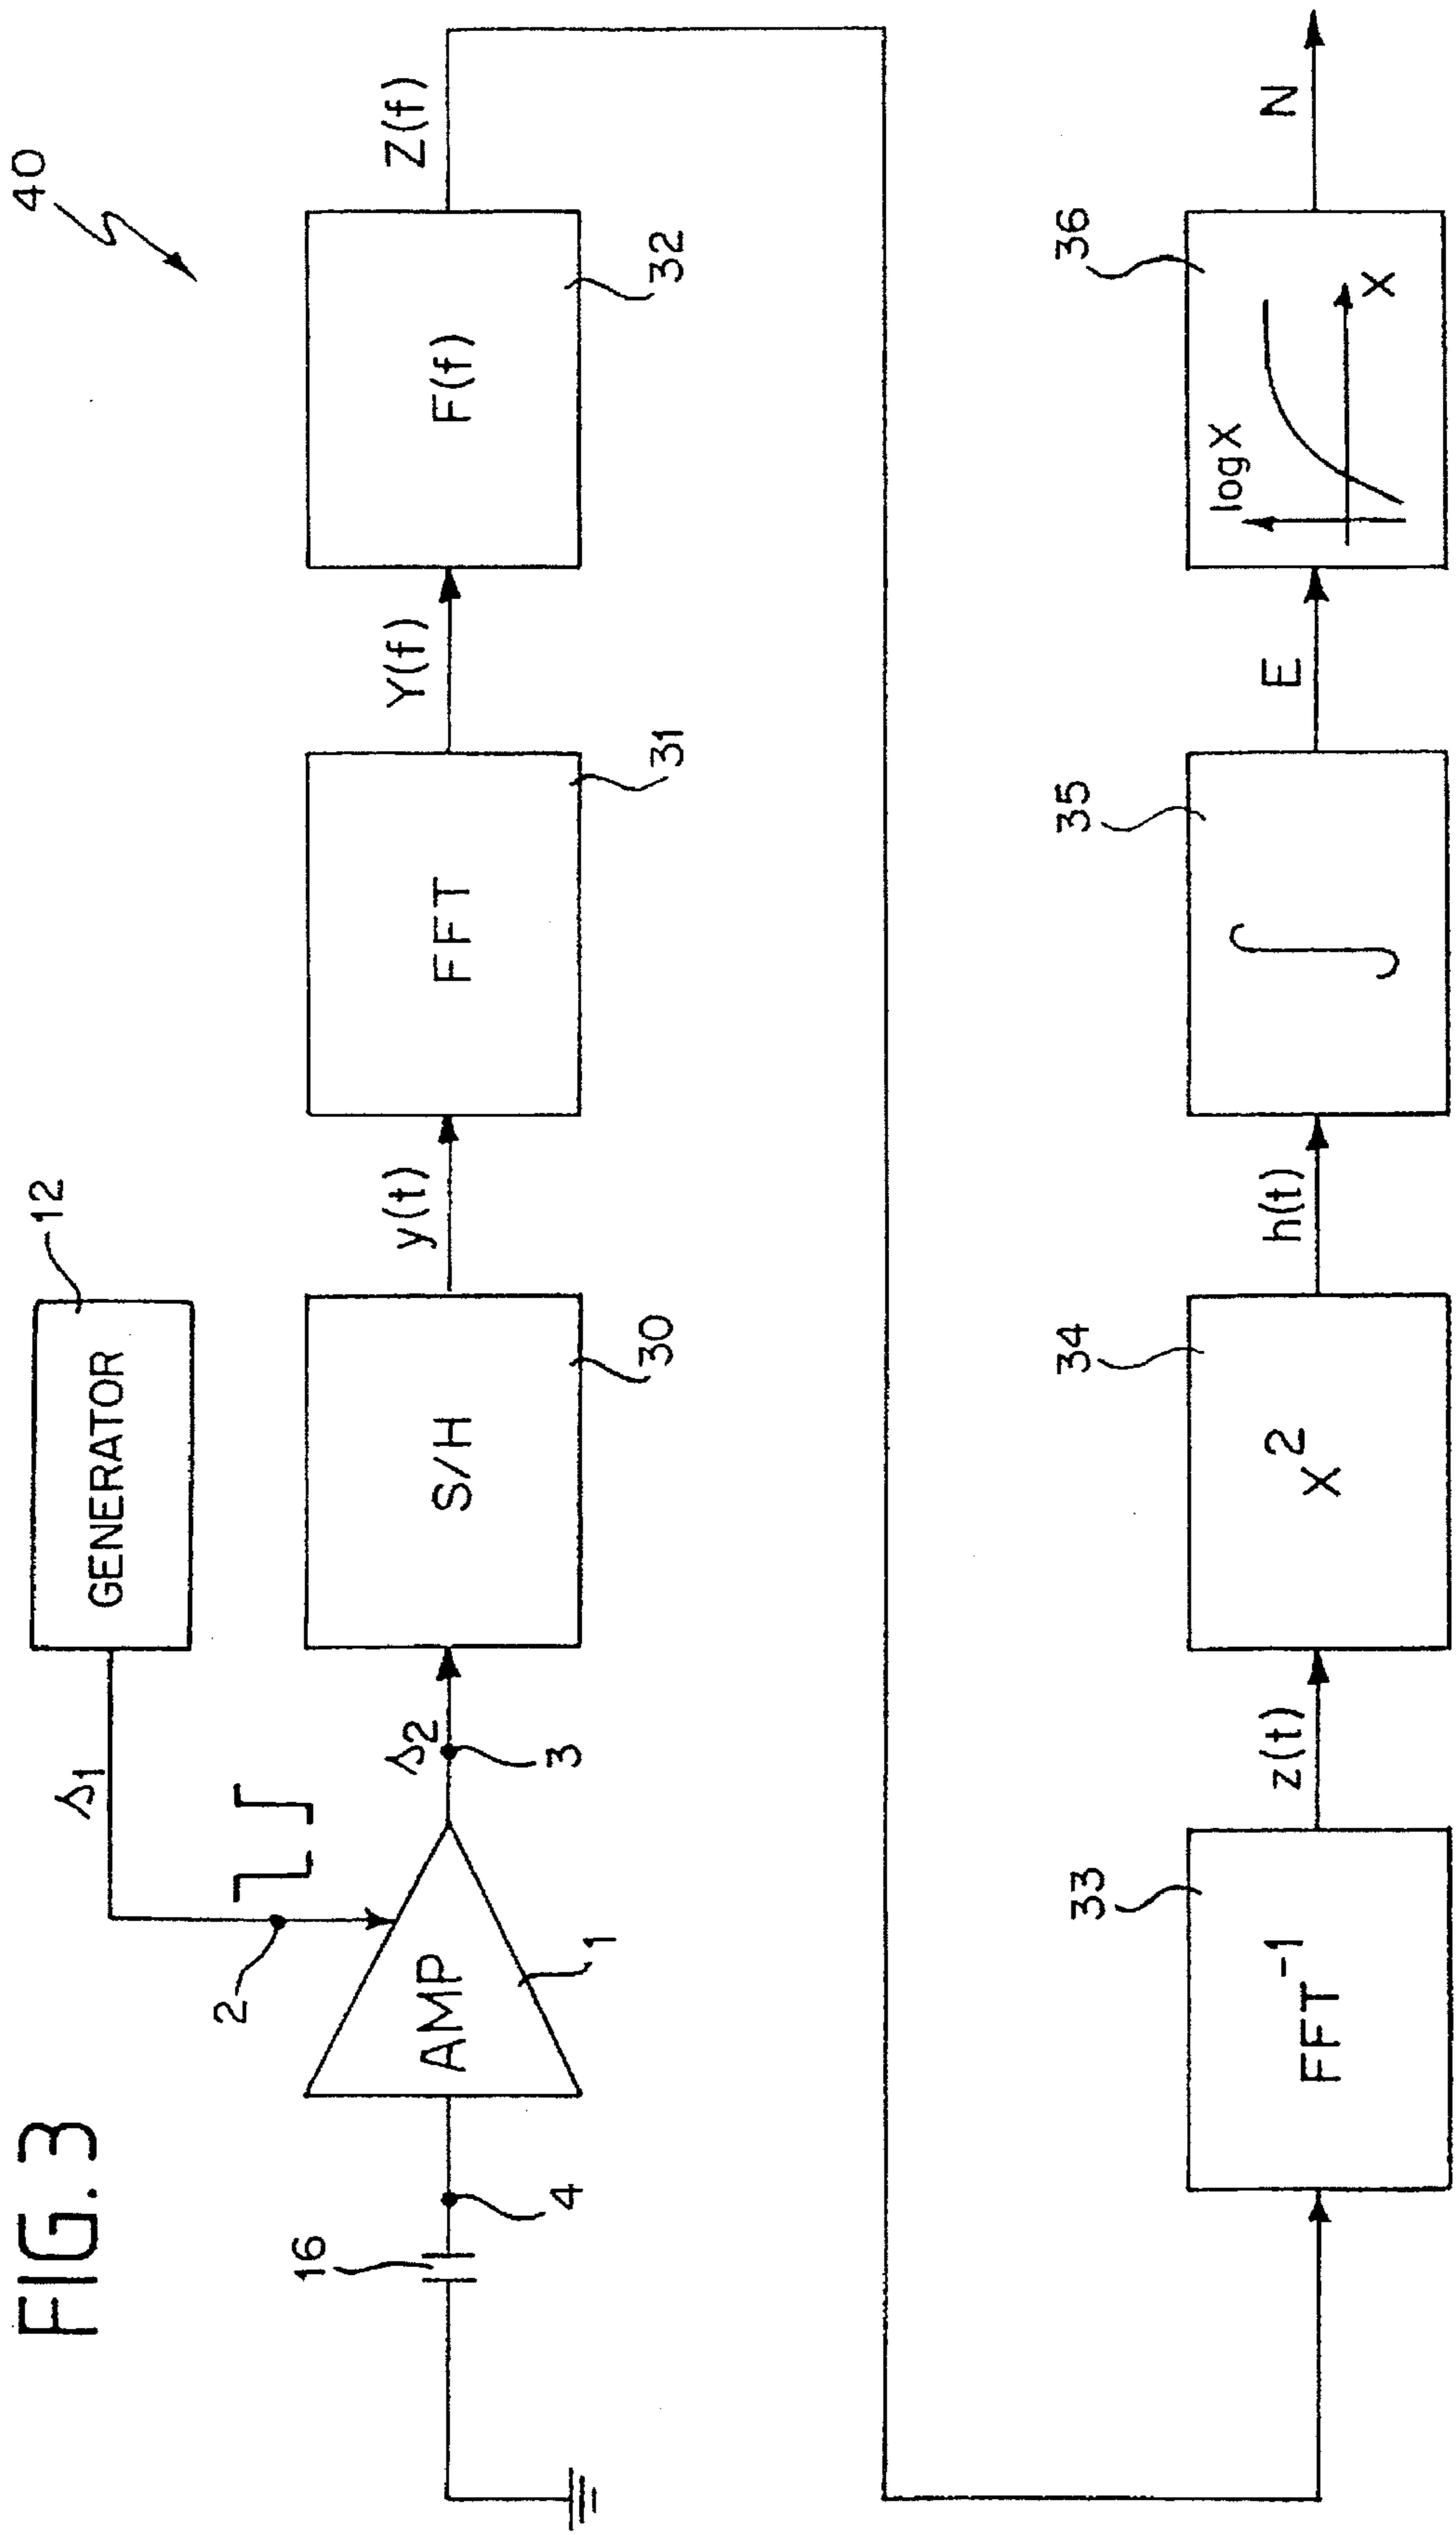 FIG. 3
40
GENERATOR
12
s1
2
16
4
AMP
1
s2
3
S/H
30
y(t)
FFT
31
Y(f)
F(f)
32
Z(f)
FFT-1
33
z(t)
X2
34
h(t)
∫
35
E
log X
X
36
N